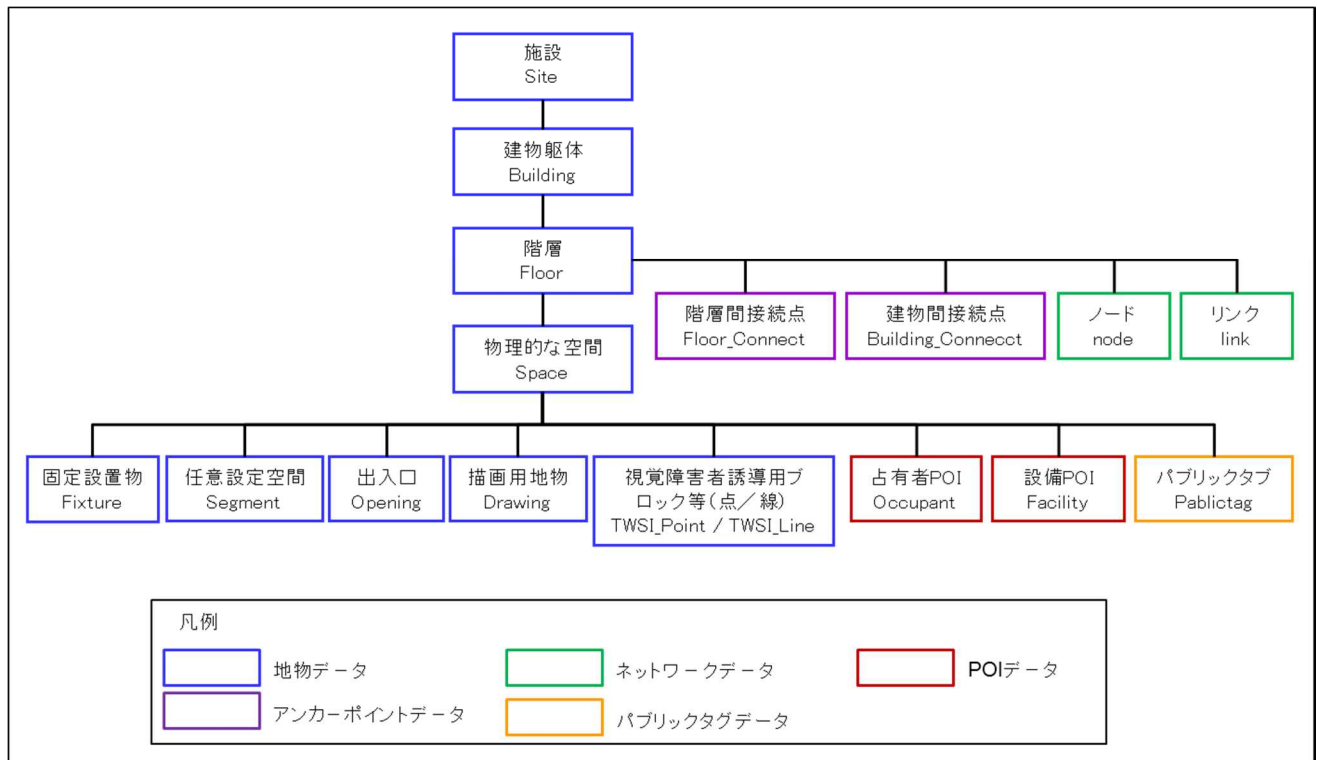 施設
Site
建物躯体
Building
階層
Floor
階層間接続点
Floor_Connect
建物間接続点
Building_Connecct
ノード
node
リンク
link
物理的な空間
Space
固定設置物
Fixture
任意設定空間
Segment
出入口
Opening
描画用地物
Drawing
視覚障害者誘導用ブ
ロック等(点／線)
TWSI_Point / TWSI_Line
占有者POI
Occupant
設備POI
Facility
パブリックタブ
Pablictag
凡例
地物データ
ネットワークデータ
POIデータ
アンカーポイントデータ
パブリックタグデータ